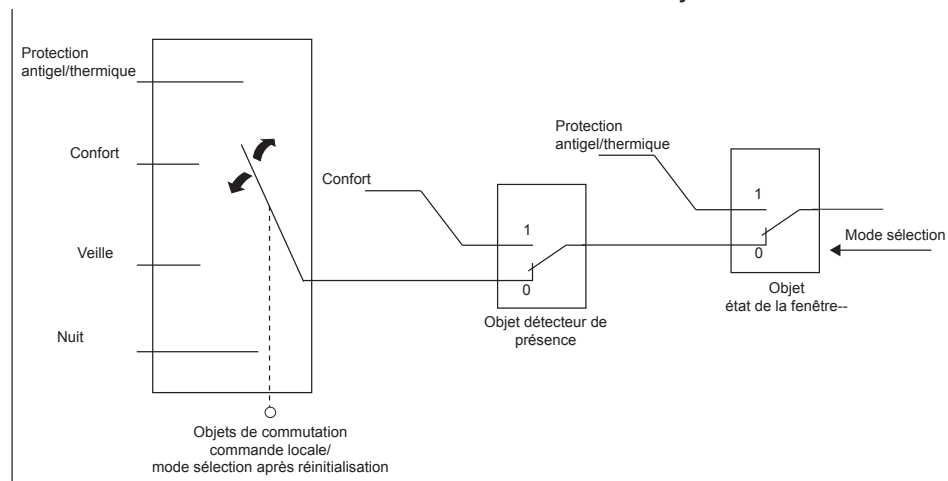 Protection
antigel/thermique
Confort
Veille
Nuit
Objets de commutation
commande locale/
mode sélection après réinitialisation
Confort
1
0
Objet détecteur de
présence
Protection
antigel/thermique
1
0
Mode sélection
Objet
état de la fenêtre--